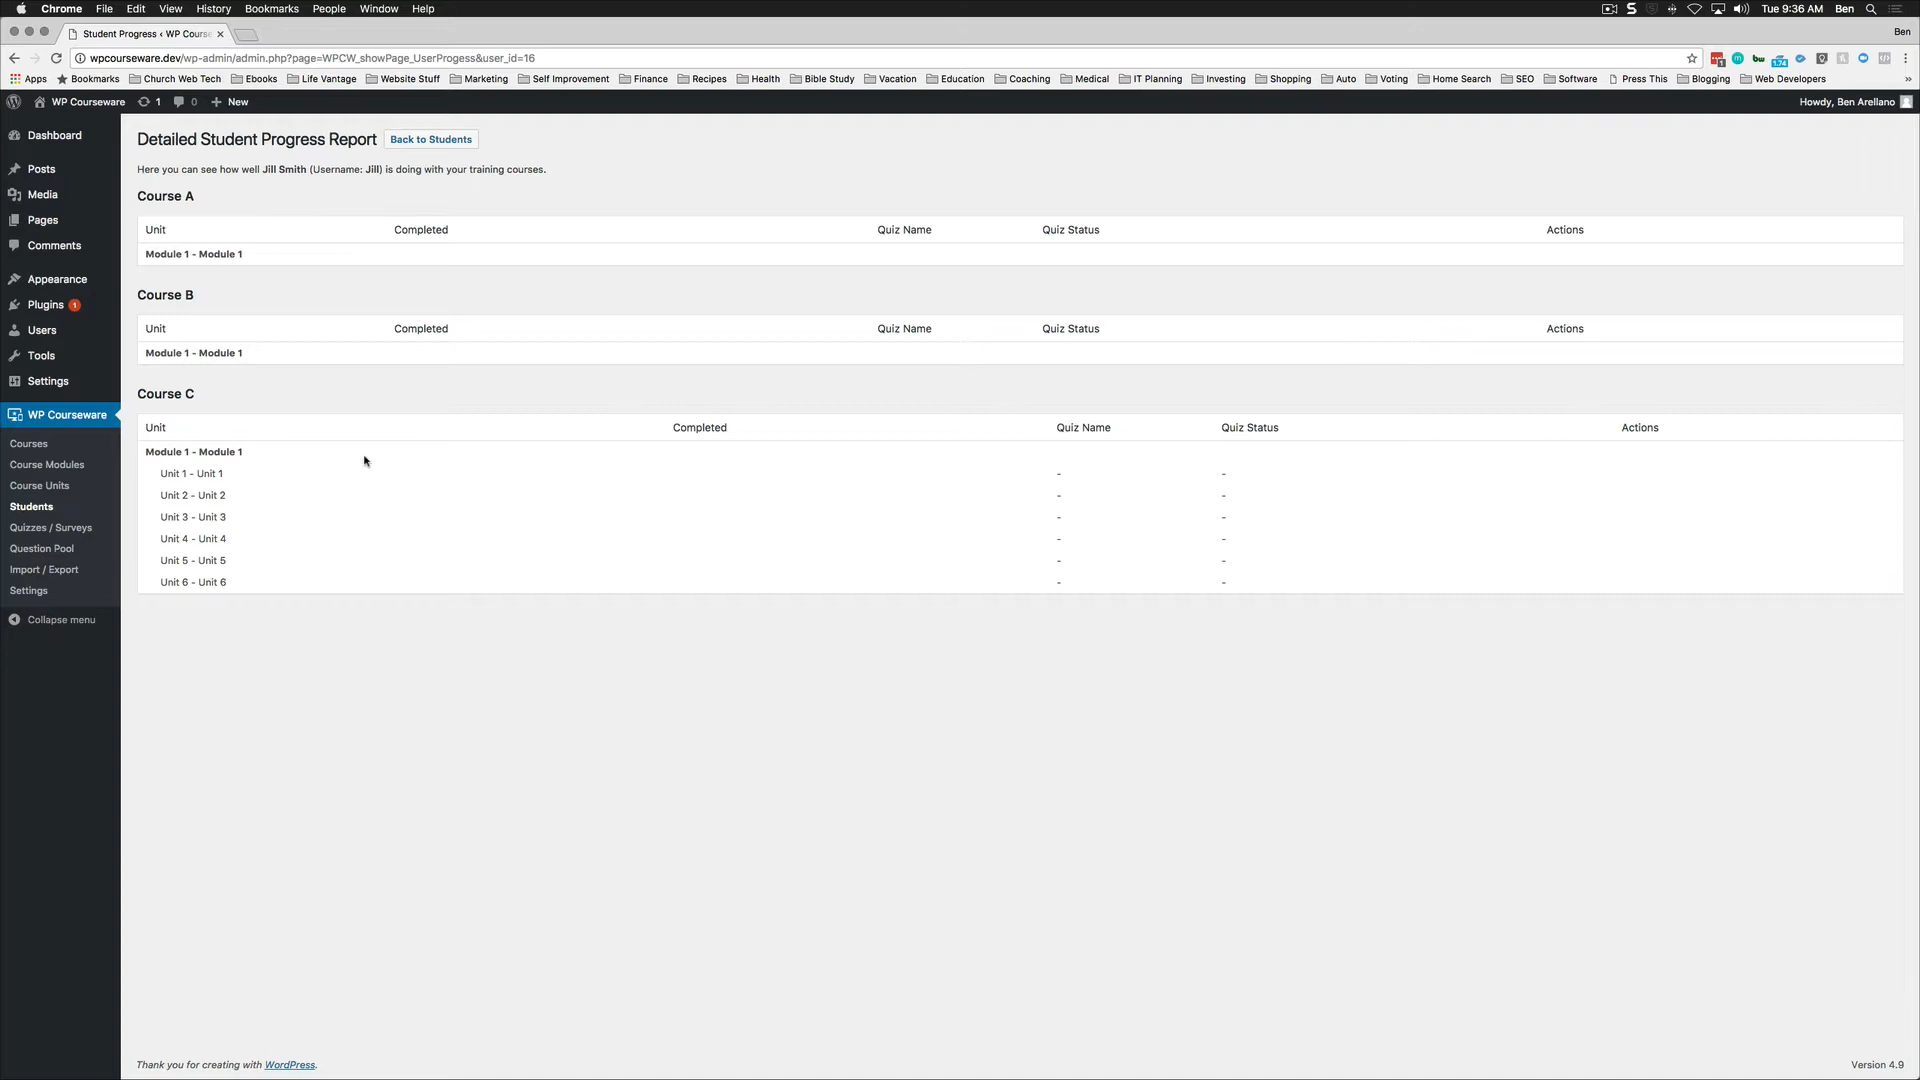 Chrome File Edit View History Bookmarks People Window Help Tue 9:36 AM Ben
Student Progress ‹ WP Course Ben
wpcourseware.dev/wp-admin/admin.php?page=WPCW_showPage_UserProgess&user_id=16 1 m bw 1.74
Apps Bookmarks Church Web Tech Ebooks Life Vantage Website Stuff Marketing Self Improvement Finance Recipes Health Bible Study Vacation Education Coaching Medical IT Planning Investing Shopping Auto Voting Home Search SEO Software Press This Blogging Web Developers »
WP Courseware 1 0 New Howdy, Ben Arellano
Dashboard
Posts
Media
Pages
Comments
Appearance
Plugins 1
Users
Tools
Settings
WP Courseware
Courses
Course Modules
Course Units
Students
Quizzes / Surveys
Question Pool
Import / Export
Settings
Collapse menu
Detailed Student Progress Report Back to Students
Here you can see how well Jill Smith (Username: Jill) is doing with your training courses.
Course A
Unit Completed Quiz Name Quiz Status Actions
Module 1 - Module 1
Course B
Unit Completed Quiz Name Quiz Status Actions
Module 1 - Module 1
Course C
Unit Completed Quiz Name Quiz Status Actions
Module 1 - Module 1
Unit 1 - Unit 1 - -
Unit 2 - Unit 2 - -
Unit 3 - Unit 3 - -
Unit 4 - Unit 4 - -
Unit 5 - Unit 5 - -
Unit 6 - Unit 6 - -
Thank you for creating with WordPress. Version 4.9